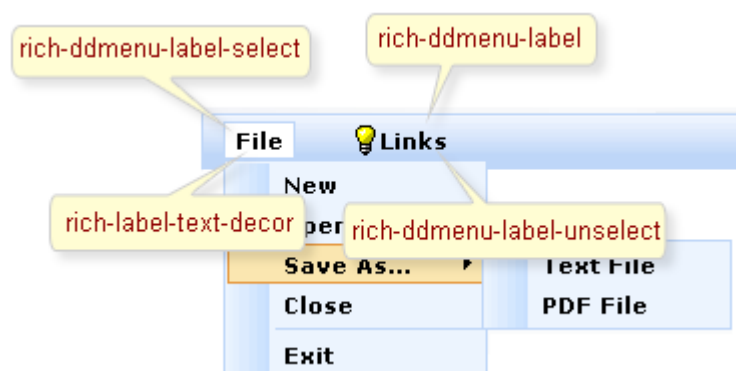 rich-ddmenu-label-select
rich-ddmenu-label
File
Links
New
rich-label-text-decor
rich-ddmenu-label-unselect
Save As...
Text File
Close
PDF File
Exit